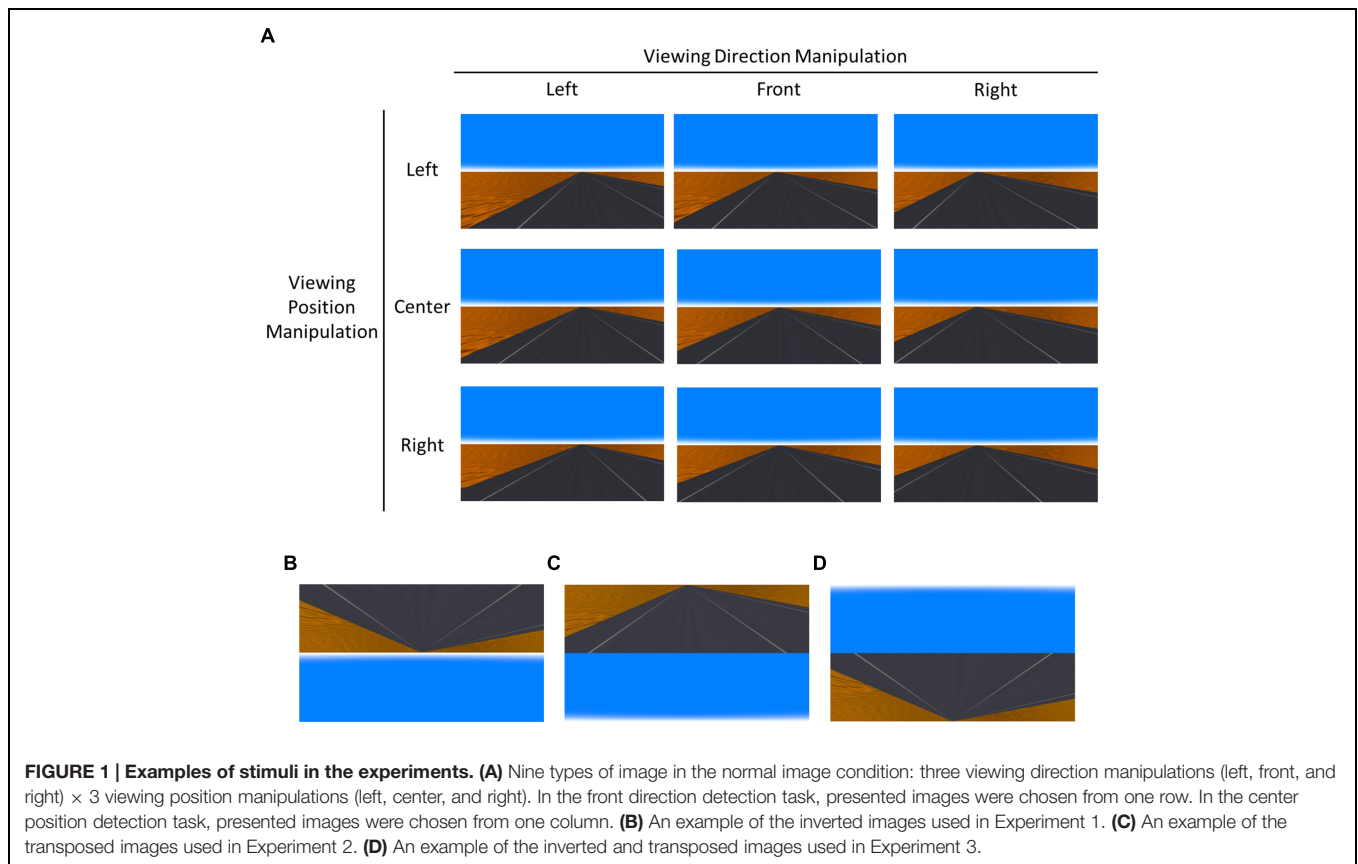 A
Viewing Direction Manipulation
Left Front Right
Left
Viewing
Position
Manipulation
Center
Right
B C D
FIGURE 1 | Examples of stimuli in the experiments. (A) Nine types of image in the normal image condition: three viewing direction manipulations (left, front, and
right) × 3 viewing position manipulations (left, center, and right). In the front direction detection task, presented images were chosen from one row. In the center
position detection task, presented images were chosen from one column. (B) An example of the inverted images used in Experiment 1. (C) An example of the
transposed images used in Experiment 2. (D) An example of the inverted and transposed images used in Experiment 3.